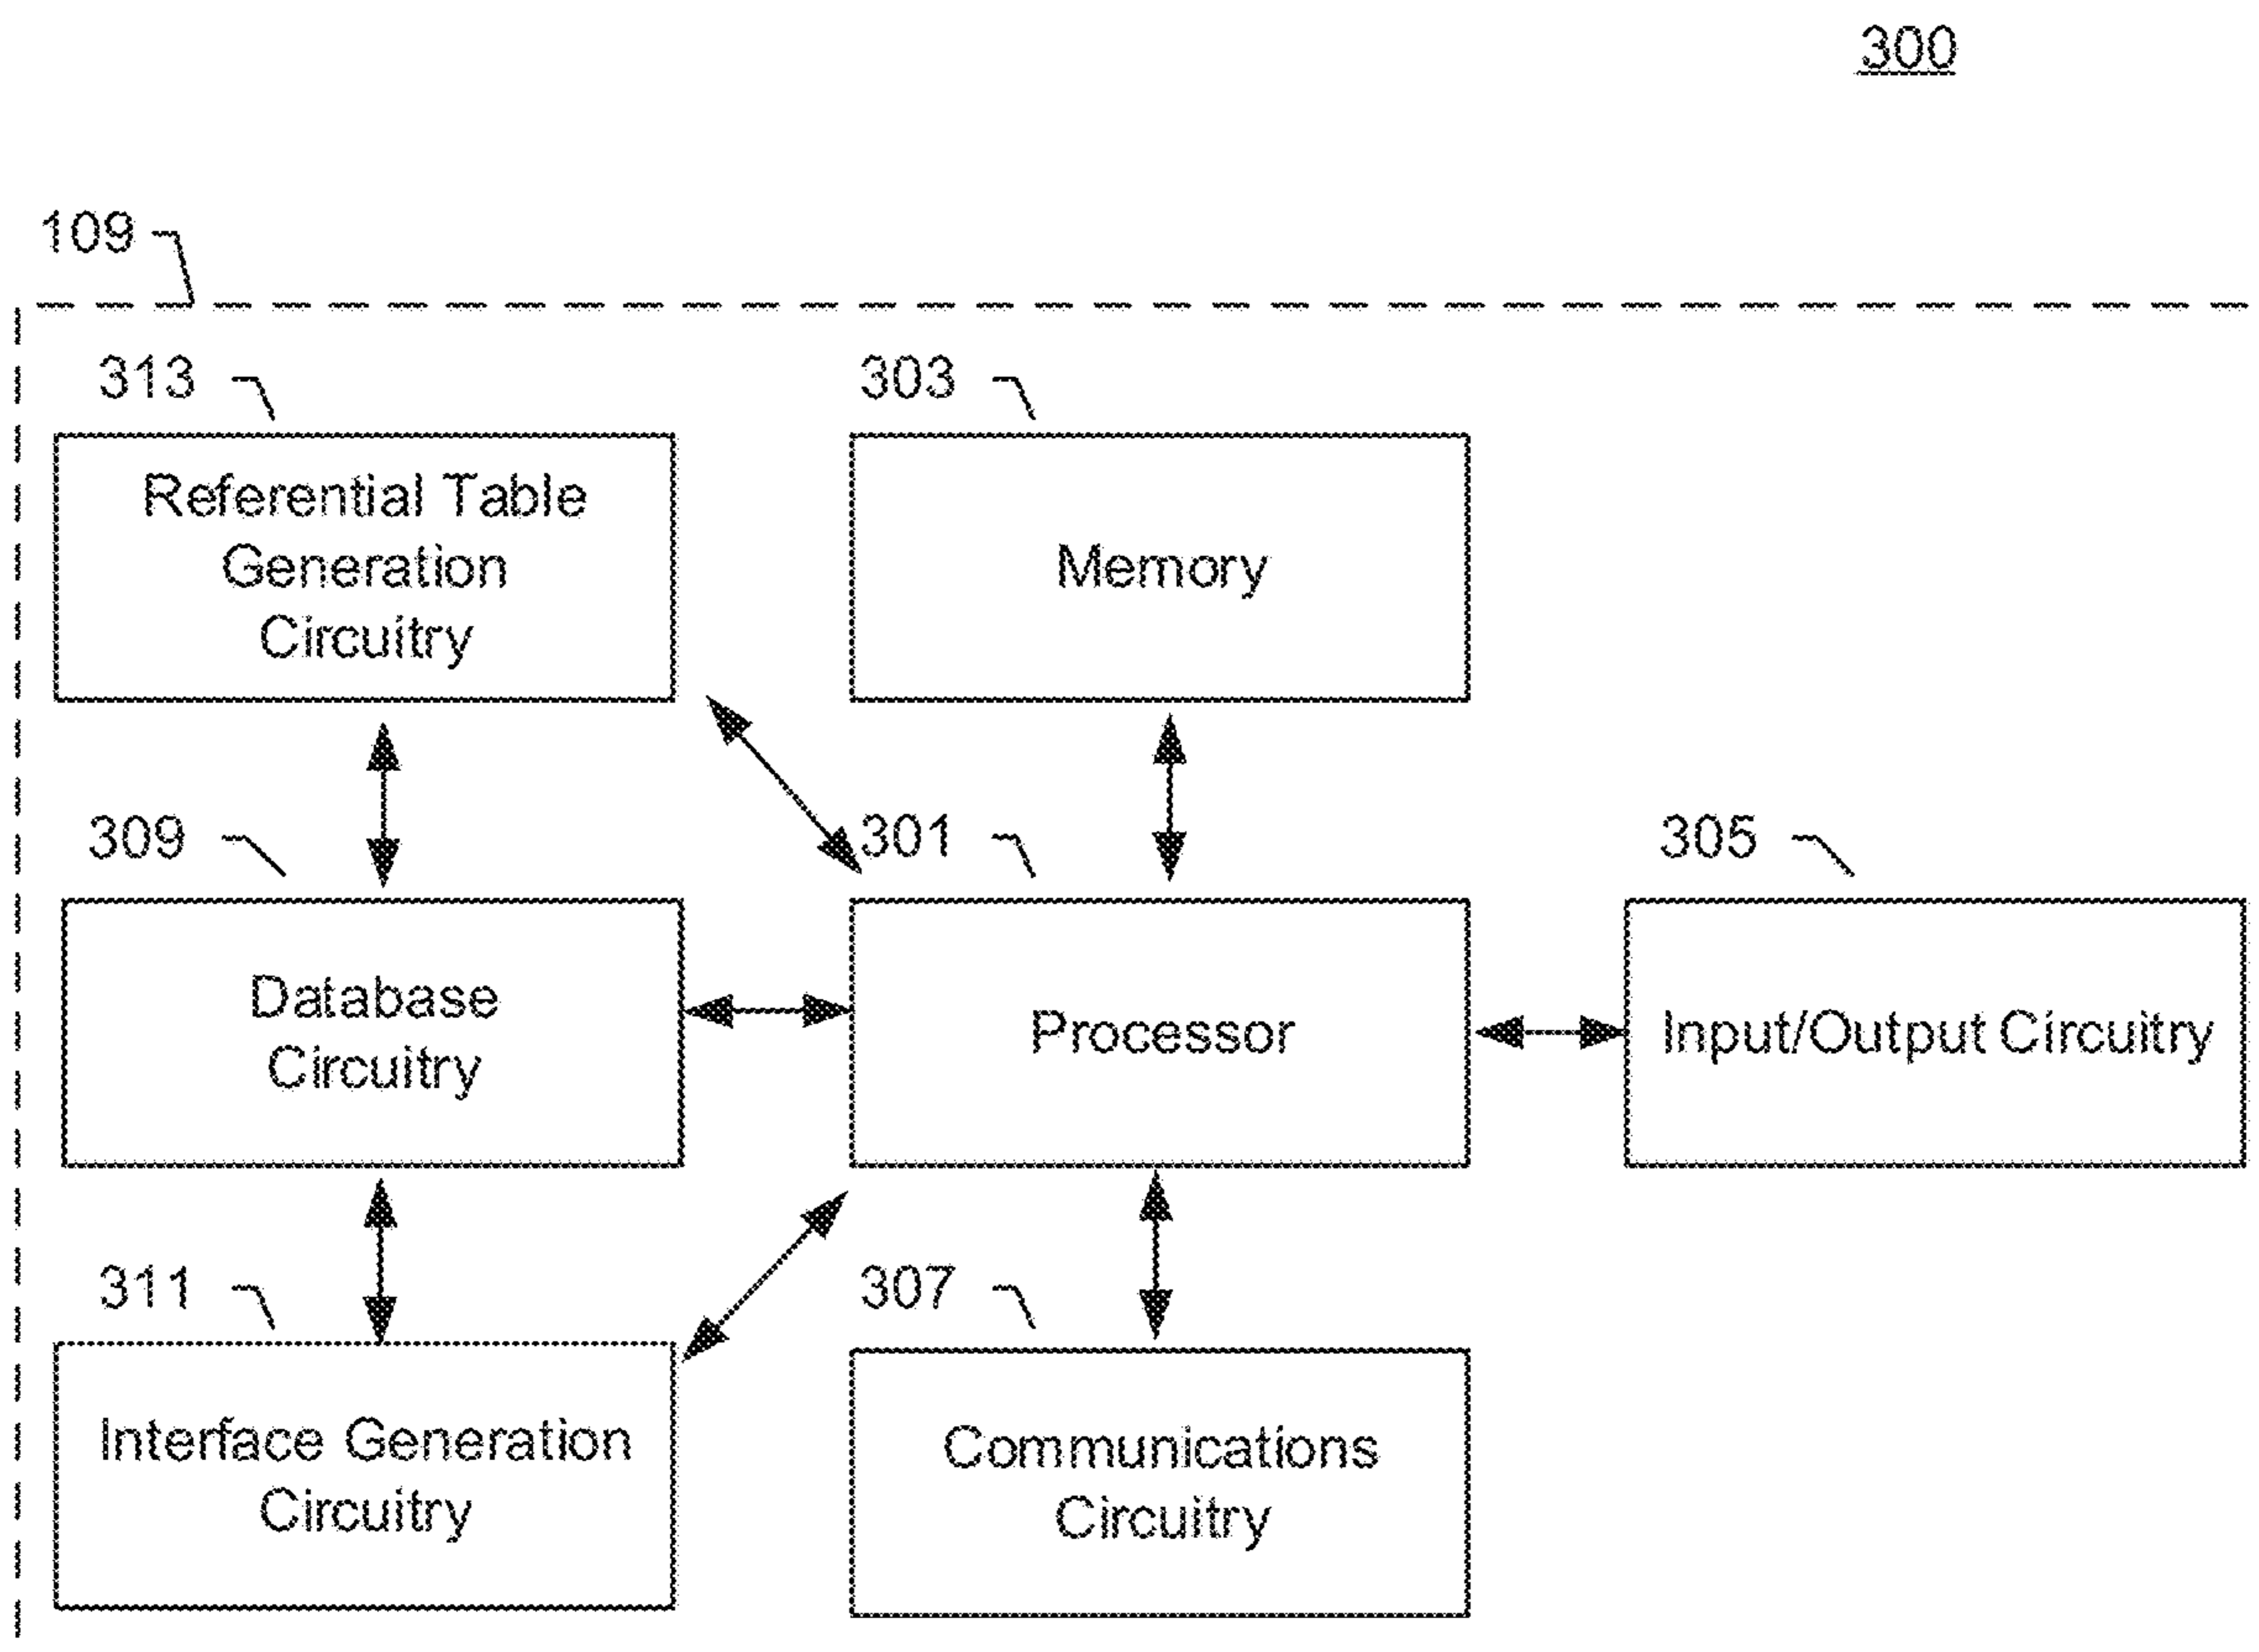 300
109
313
303
Referential Table
Generation
Circuitry
Memory
309
301
305
Database
Circuitry
Processor
Input/Output Circuitry
311
307
Interface Generation
Circuitry
Communications
Circuitry